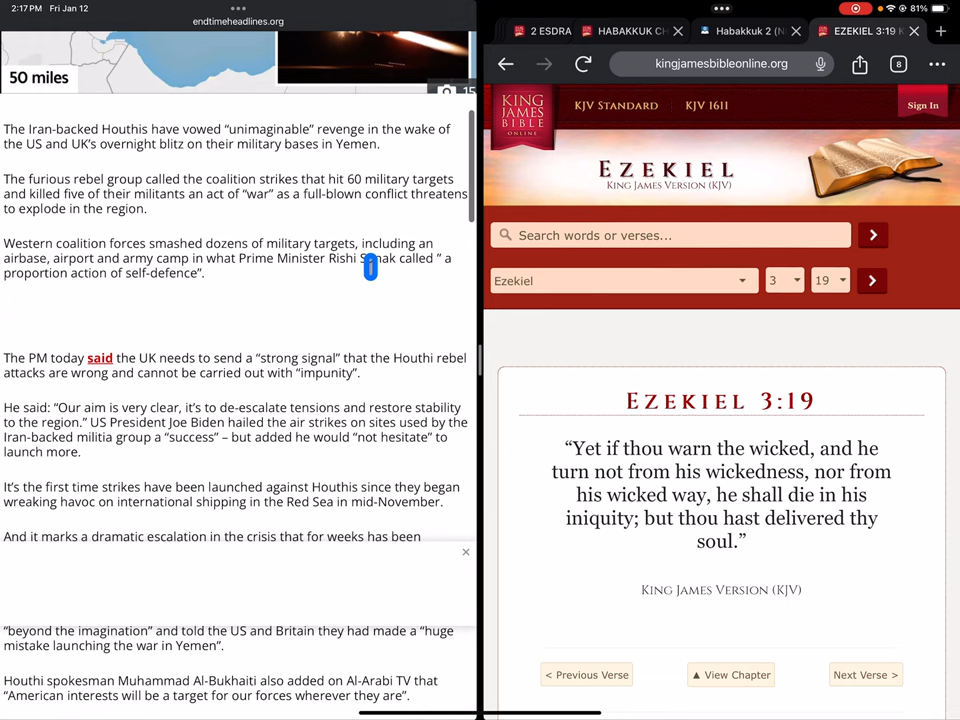 2:17 PM Fri Jan 12
endtimeheadlines.org
50 miles
15
The Iran-backed Houthis have vowed “unimaginable” revenge in the wake of
the US and UK’s overnight blitz on their military bases in Yemen.
The furious rebel group called the coalition strikes that hit 60 military targets
and killed five of their militants an act of “war” as a full-blown conflict threatens
to explode in the region.
Western coalition forces smashed dozens of military targets, including an
airbase, airport and army camp in what Prime Minister Rishi called ” a
proportion action of self-defence”.
The PM today said the UK needs to send a “strong signal” that the Houthi rebel
attacks are wrong and cannot be carried out with “impunity”.
He said: “Our aim is very clear, it’s to de-escalate tensions and restore stability
to the region.” US President Joe Biden hailed the air strikes on sites used by the
Iran-backed militia group a “success” – but added he would “not hesitate” to
launch more.
It’s the first time strikes have been launched against Houthis since they began
wreaking havoc on international shipping in the Red Sea in mid-November.
And it marks a dramatic escalation in the crisis that for weeks has been
“beyond the imagination” and told the US and Britain they had made a “huge
mistake launching the war in Yemen”.
Houthi spokesman Muhammad Al-Bukhaiti also added on Al-Arabi TV that
“American interests will be a target for our forces wherever they are”.
81%
2 ESDRA
HABAKKUK CH
Habakkuk 2 (N
EZEKIEL 3:19 K
kingjamesbibleonline.org
8
KING
JAMES
BIBLE
ONLINE
KJV STANDARD
KJV 1611
Sign In
EZEKIEL
KING JAMES VERSION (KJV)
Search words or verses...
Ezekiel
3
19
EZEKIEL 3:19
“Yet if thou warn the wicked, and he
turn not from his wickedness, nor from
his wicked way, he shall die in his
iniquity; but thou hast delivered thy
soul.”
KING JAMES VERSION (KJV)
< Previous Verse
▲ View Chapter
Next Verse >